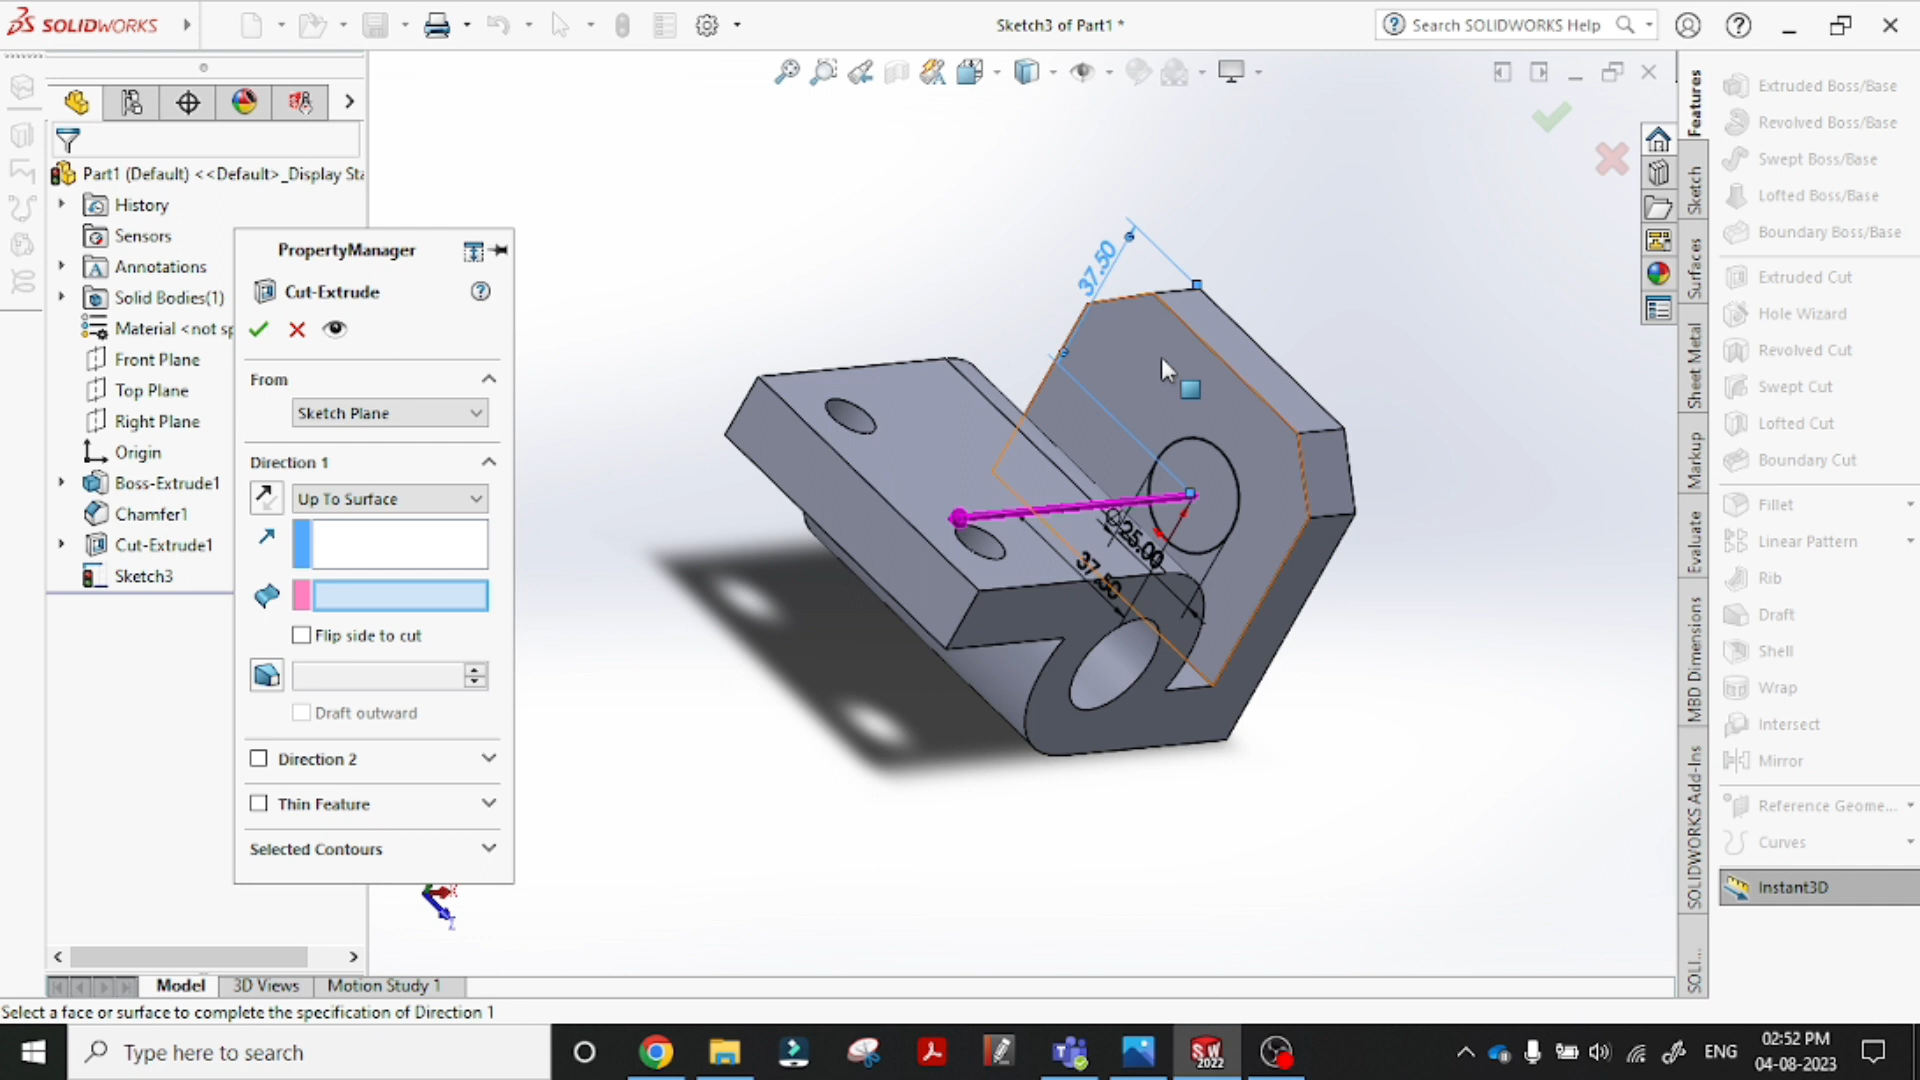 SOLIDWORKS
Sketch3 of Part1 *
Search SOLIDWORKS Help
Part1 (Default) <<Default>_Display Sta
History
Sensors
Annotations
Solid Bodies(1)
Material <not sp
Front Plane
Top Plane
Right Plane
Origin
Boss-Extrude1
Chamfer1
Cut-Extrude1
Sketch3
PropertyManager
Cut-Extrude
From
Sketch Plane
Direction 1
Up To Surface
Flip side to cut
Draft outward
Direction 2
Thin Feature
Selected Contours
37.50
25.00
37.50
Z
Features
Sketch
Surfaces
Sheet Metal
Markup
Evaluate
MBD Dimensions
SOLIDWORKS Add-Ins
SOLI...
Extruded Boss/Base
Revolved Boss/Base
Swept Boss/Base
Lofted Boss/Base
Boundary Boss/Base
Extruded Cut
Hole Wizard
Revolved Cut
Swept Cut
Lofted Cut
Boundary Cut
Fillet
Linear Pattern
Rib
Draft
Shell
Wrap
Intersect
Mirror
Reference Geome...
Curves
Instant3D
Model
3D Views
Motion Study 1
Select a face or surface to complete the specification of Direction 1
Type here to search
SW
2022
ENG
02:52 PM
04-08-2023